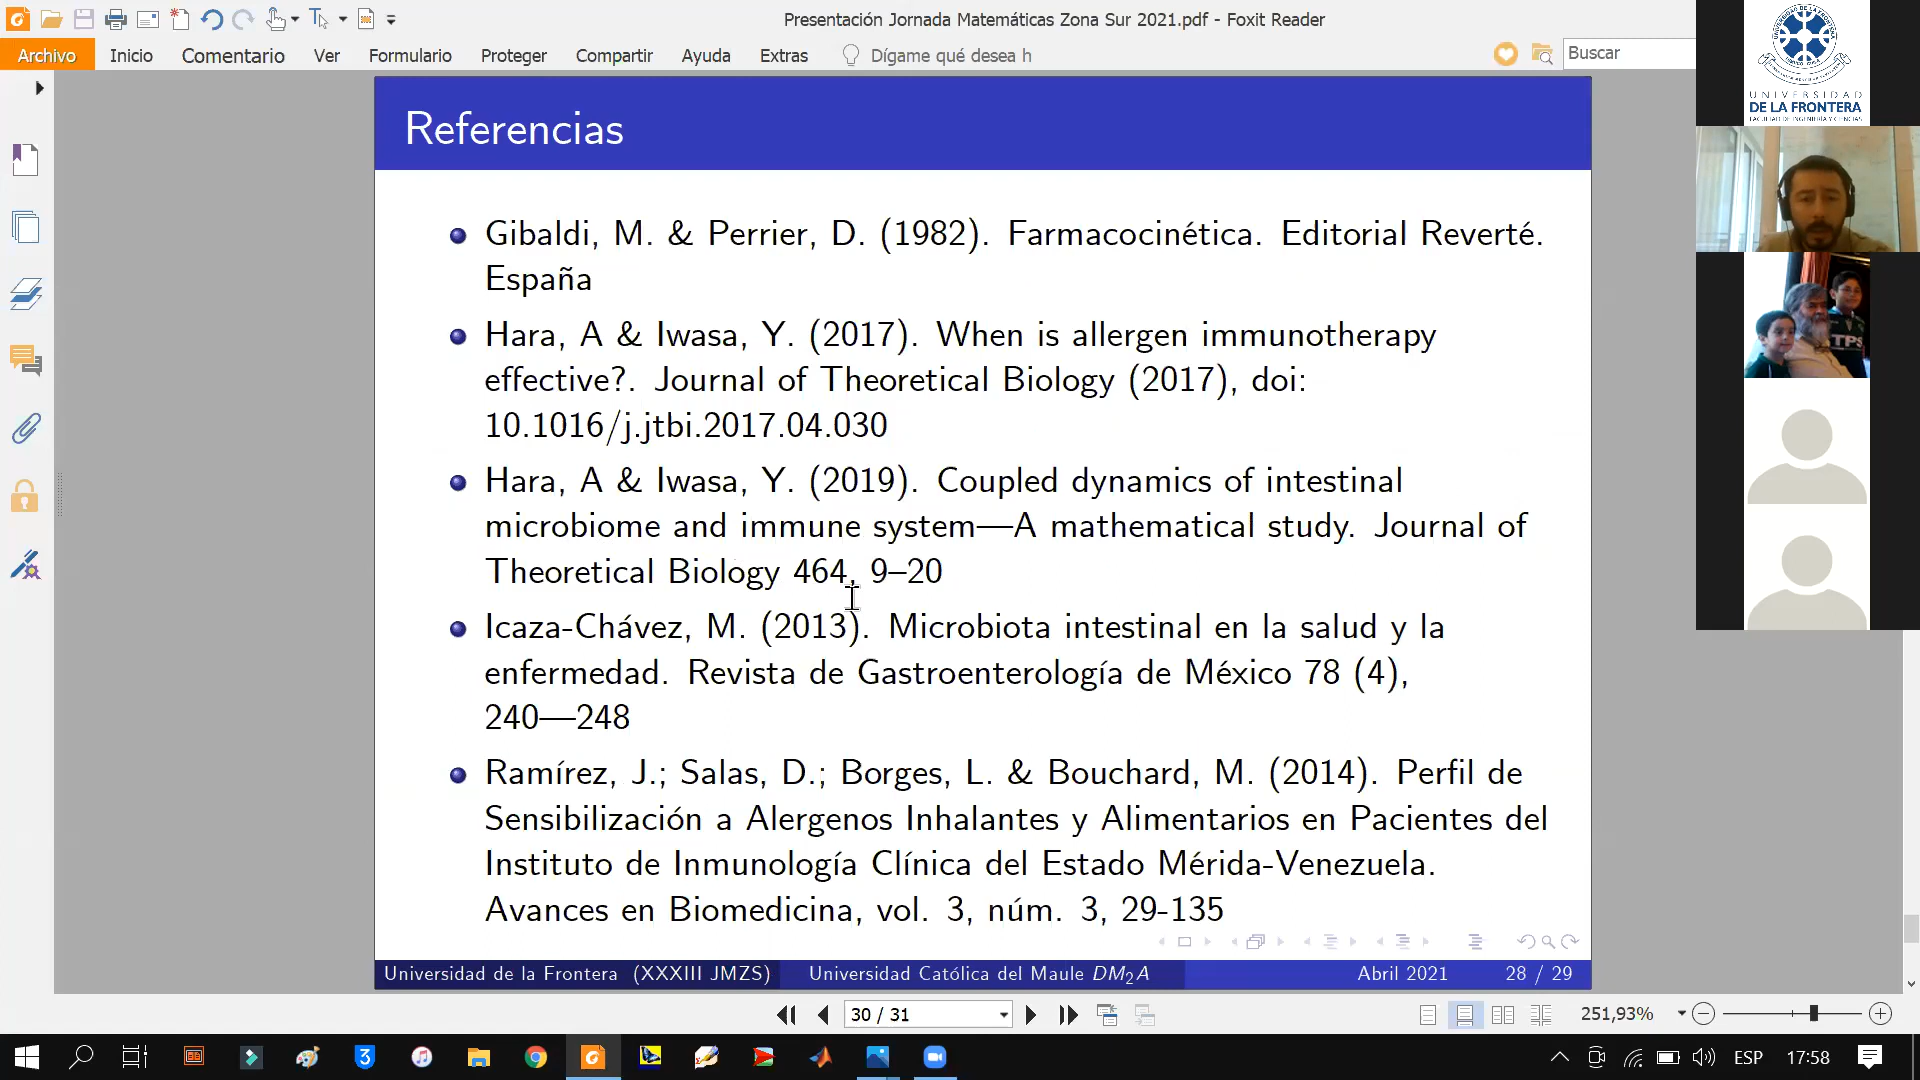 Presentación Jornada Matemáticas Zona Sur 2021.pdf - Foxit Reader
Archivo Inicio Comentario Ver Formulario Proteger Compartir Ayuda Extras Dígame qué desea h Buscar
UNIVERSIDAD
DE LA FRONTERA
FACULTAD DE INGENIERÍA Y CIENCIAS
Referencias
Gibaldi, M. & Perrier, D. (1982). Farmacocinética. Editorial Reverté.
España
Hara, A & Iwasa, Y. (2017). When is allergen immunotherapy
effective?. Journal of Theoretical Biology (2017), doi:
10.1016/j.jtbi.2017.04.030
Hara, A & Iwasa, Y. (2019). Coupled dynamics of intestinal
microbiome and immune system—A mathematical study. Journal of
Theoretical Biology 464, 9–20
Icaza-Chávez, M. (2013). Microbiota intestinal en la salud y la
enfermedad. Revista de Gastroenterología de México 78 (4),
240—248
Ramírez, J.; Salas, D.; Borges, L. & Bouchard, M. (2014). Perfil de
Sensibilización a Alergenos Inhalantes y Alimentarios en Pacientes del
Instituto de Inmunología Clínica del Estado Mérida-Venezuela.
Avances en Biomedicina, vol. 3, núm. 3, 29-135
Universidad de la Frontera (XXXIII JMZS) Universidad Católica del Maule DM₂A Abril 2021 28 / 29
30 / 31 251,93%
ESP 17:58